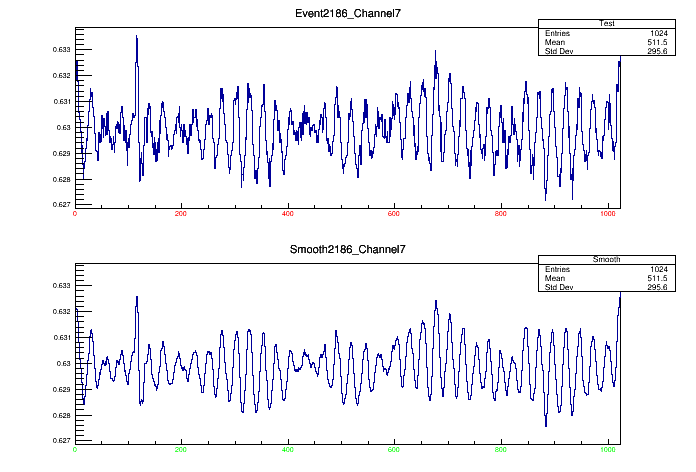 Event2186_Channel7
Test
Entries 1024
Mean 511.5
Std Dev 295.6
0.633
0.632
0.631
0.63
0.629
0.628
0.627
0 200 400 600 800 1000
Smooth2186_Channel7
Smooth
Entries 1024
Mean 511.5
Std Dev 295.6
0.633
0.632
0.631
0.63
0.629
0.628
0.627
0 200 400 600 800 1000